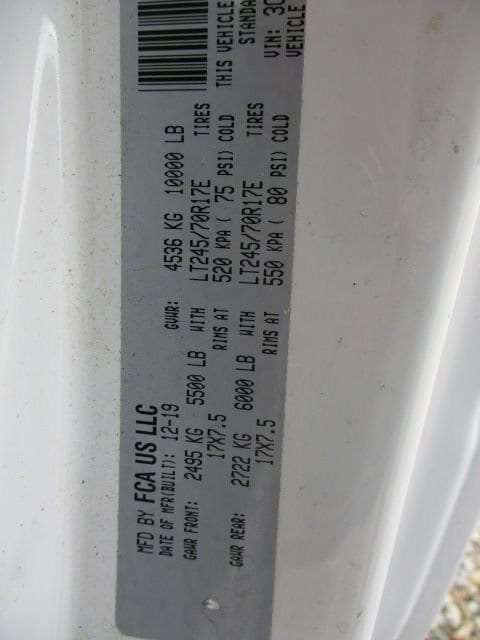 MFD BY FCA US LLC
DATE OF MFR(BUILT): 12-19 GVWR: 4536 KG 10000 LB
GAWR FRONT: 2495 KG 5500 LB WITH LT245/70R17E TIRES
17X7.5 RIMS AT 520 KPA ( 75 PSI) COLD
GAWR REAR: 2722 KG 6000 LB WITH LT245/70R17E TIRES
17X7.5 RIMS AT 550 KPA ( 80 PSI) COLD
THIS VEHICLE
VIN: 3C
VEHICLE